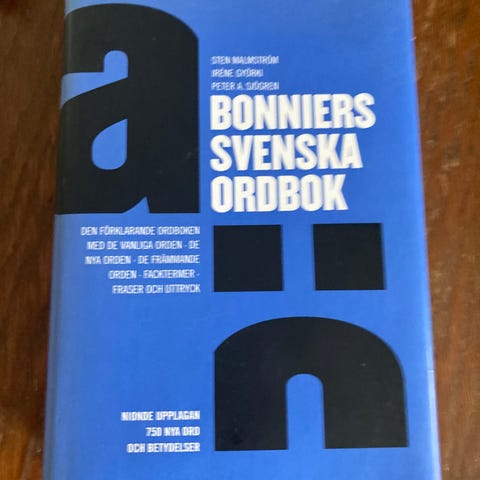 STEN MALMSTRÖM
IRÉNE GYÖRKI
PETER A. SJÖGREN
BONNIERS
SVENSKA
ORDBOK
a
DEN FÖRKLARANDE ORDBOKEN
MED DE VANLIGA ORDEN · DE
NYA ORDEN · DE FRÄMMANDE
ORDEN · FACKTERMER ·
FRASER OCH UTTRYCK
NIONDE UPPLAGAN
750 NYA ORD
OCH BETYDELSER